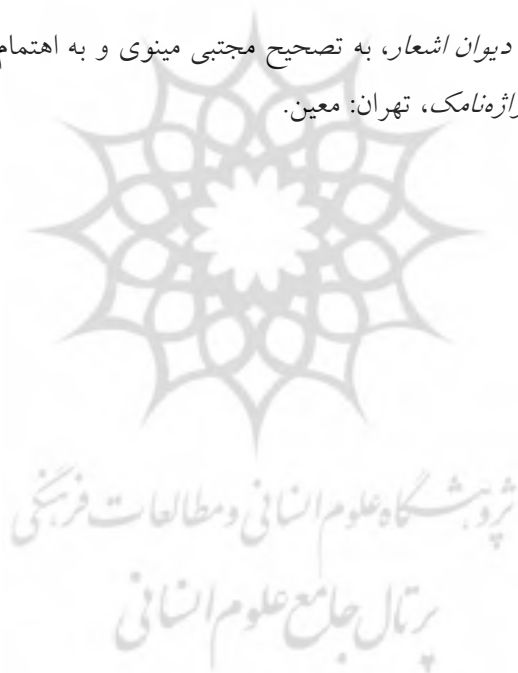 دیوان اشعار، به تصحیح مجتبی مینوی و به اهتمام
اژه‌نامک، تهران: معین.
پژوهشگاه علوم انسانی و مطالعات فرهنگی
پرتال جامع علوم انسانی